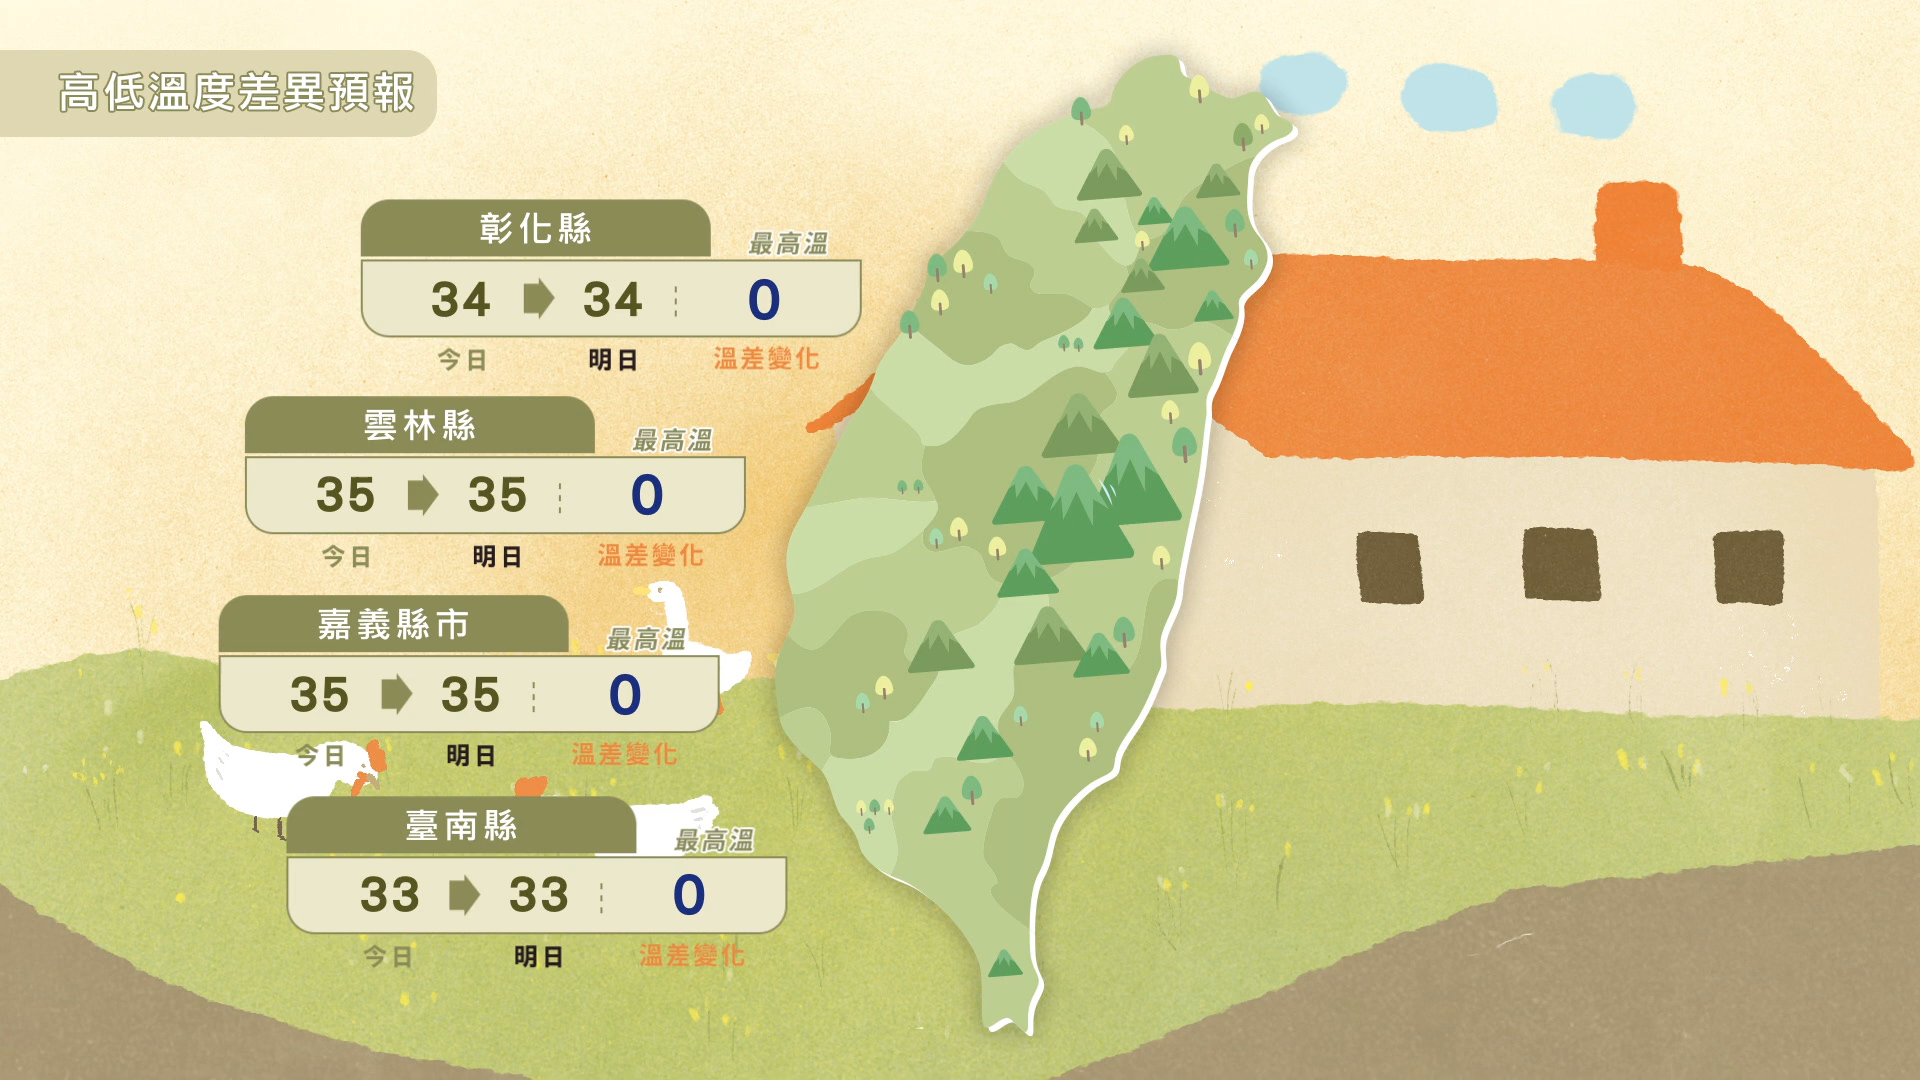 高低溫度差異預報
彰化縣
最高溫
34 34 0
今日 明日 溫差變化
雲林縣
最高溫
35 35 0
今日 明日 溫差變化
嘉義縣市
最高溫
35 35 0
今日 明日 溫差變化
臺南縣
最高溫
33 33 0
今日 明日 溫差變化